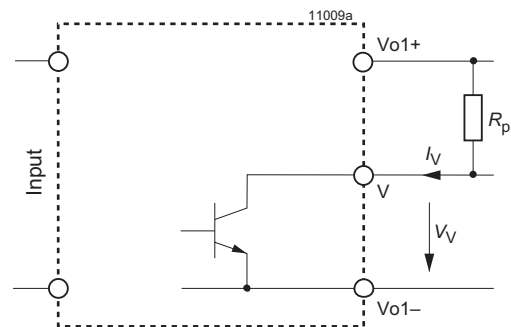 11009a
Vo1+
Rp
IV
V
Input
VV
Vo1–